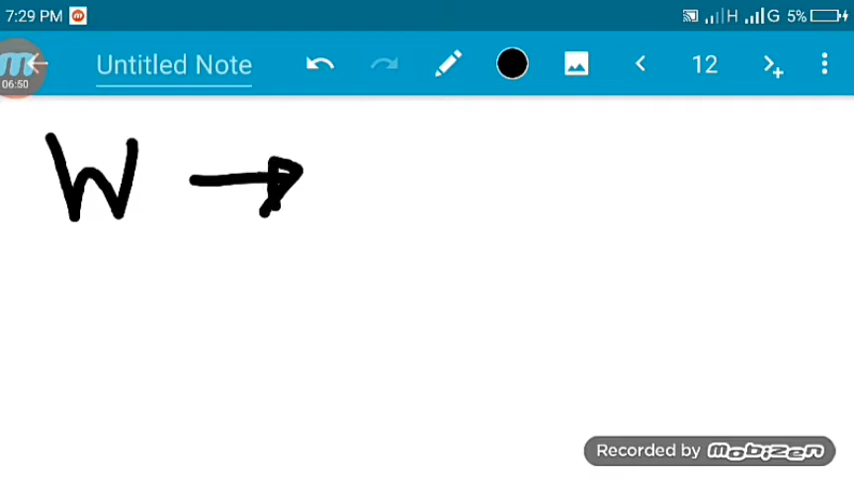 7:29 PM H G 5%
Untitled Note 12
06:50
W →
Recorded by Mobizen